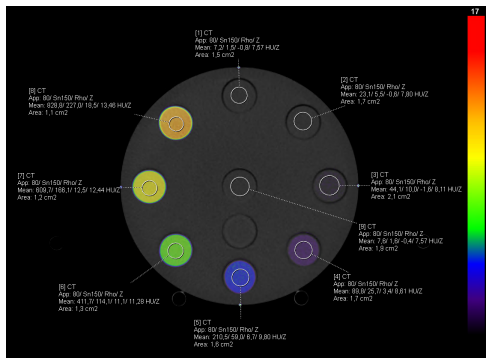 17
[1] CT
App: 80/ Sn150/ Rho/ Z
Mean: 7,2/ 1,5/ -0,8/ 7,57 HU/Z
Area: 1,5 cm2
[2] CT
App: 80/ Sn150/ Rho/ Z
Mean: 23,1/ 5,5/ -0,6/ 7,80 HU/Z
Area: 1,7 cm2
[8] CT
App: 80/ Sn150/ Rho/ Z
Mean: 828,8/ 227,0/ 18,5/ 13,46 HU/Z
Area: 1,1 cm2
[7] CT
App: 80/ Sn150/ Rho/ Z
Mean: 609,7/ 166,1/ 12,5/ 12,44 HU/Z
Area: 1,2 cm2
[3] CT
App: 80/ Sn150/ Rho/ Z
Mean: 44,1/ 10,0/ -1,6/ 8,11 HU/Z
Area: 2,1 cm2
[9] CT
App: 80/ Sn150/ Rho/ Z
Mean: 7,6/ 1,6/ -0,4/ 7,57 HU/Z
Area: 1,9 cm2
[4] CT
App: 80/ Sn150/ Rho/ Z
Mean: 89,8/ 25,7/ 3,4/ 8,61 HU/Z
Area: 1,7 cm2
[6] CT
App: 80/ Sn150/ Rho/ Z
Mean: 411,7/ 114,1/ 11,1/ 11,28 HU/Z
Area: 1,3 cm2
[5] CT
App: 80/ Sn150/ Rho/ Z
Mean: 210,5/ 59,0/ 6,7/ 9,80 HU/Z
Area: 1,6 cm2